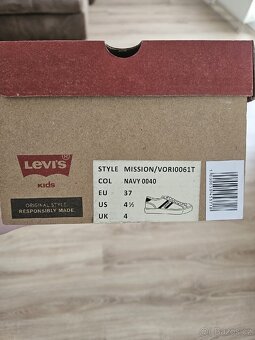 Levi's®
Kids
ORIGINAL STYLE
RESPONSIBLY MADE.
STYLE MISSION/VORI0061T
COL NAVY 0040
EU 37
US 4½
UK 4